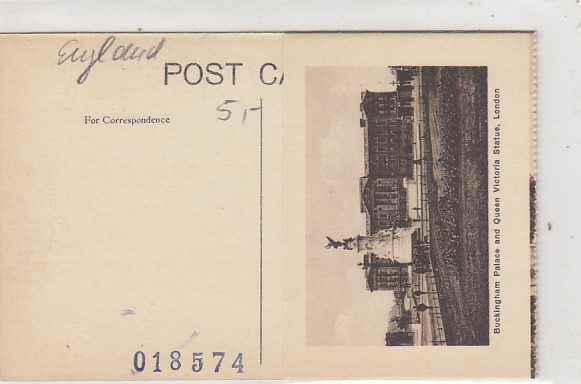 England
POST CA
5,-
For Correspondence
018574
Buckingham Palace and Queen Victoria Statue, London